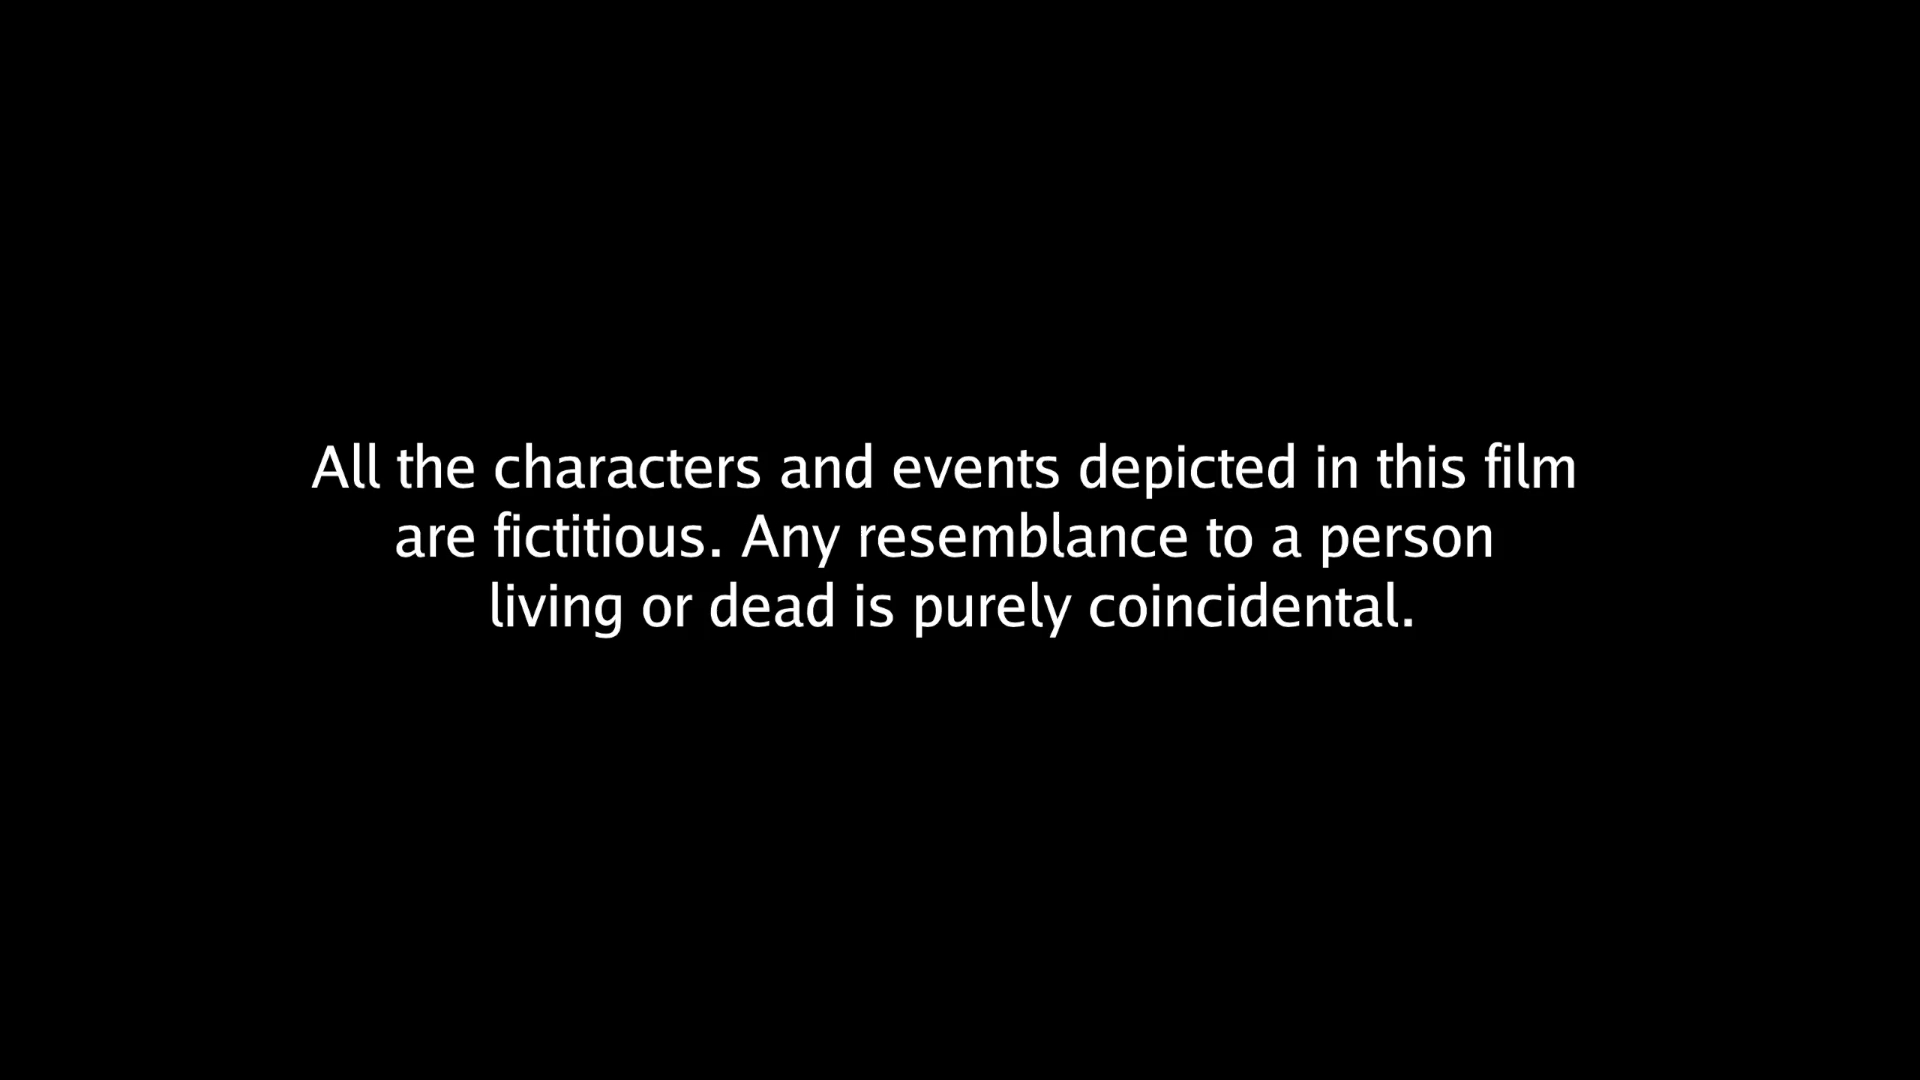 All the characters and events depicted in this film
are fictitious. Any resemblance to a person
living or dead is purely coincidental.